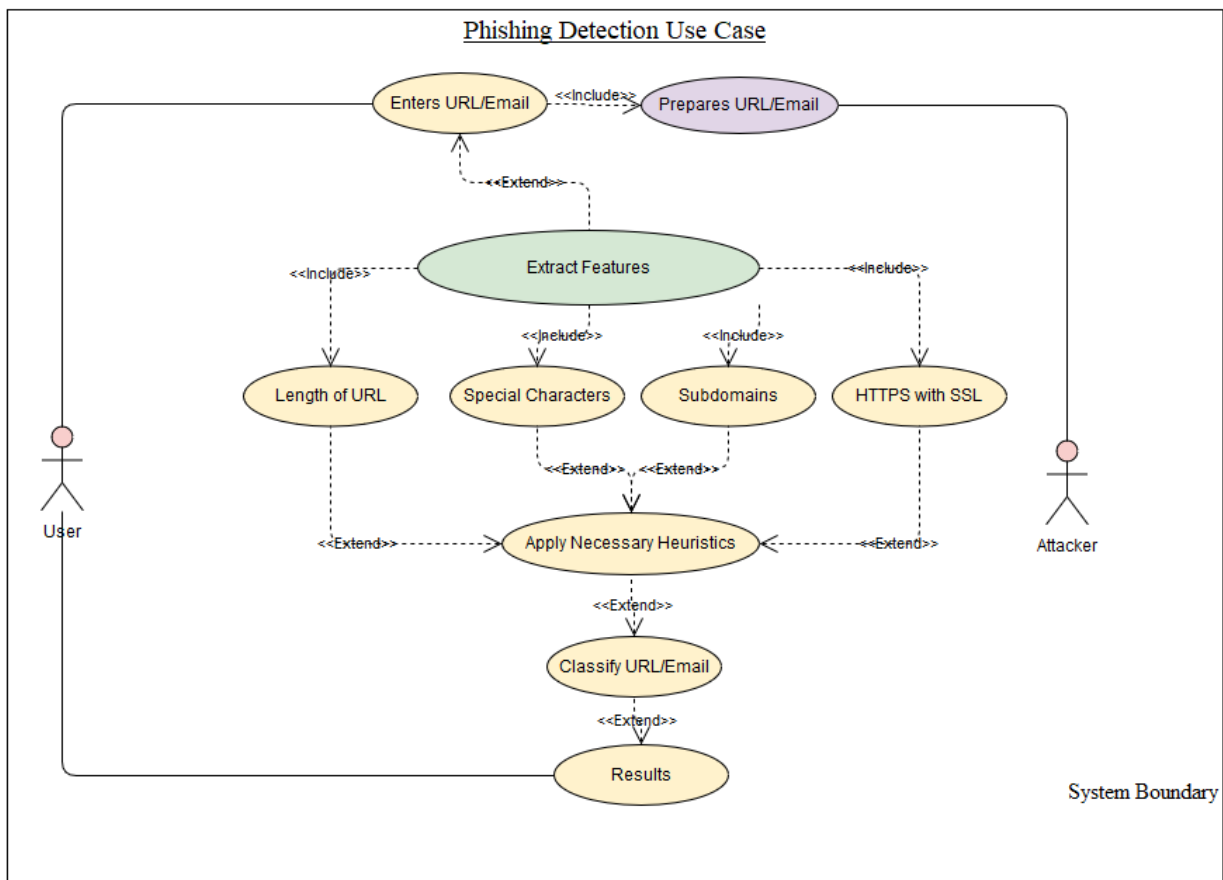 Phishing Detection Use Case
Enters URL/Email
<<Include>>
Prepares URL/Email
<<Extend>>
Extract Features
<<Include>>
<<Include>>
<<Include>>
<<Include>>
Length of URL
Special Characters
Subdomains
HTTPS with SSL
<<Extend>>
<<Extend>>
User
Attacker
<<Extend>>
Apply Necessary Heuristics
<<Extend>>
<<Extend>>
Classify URL/Email
<<Extend>>
Results
System Boundary